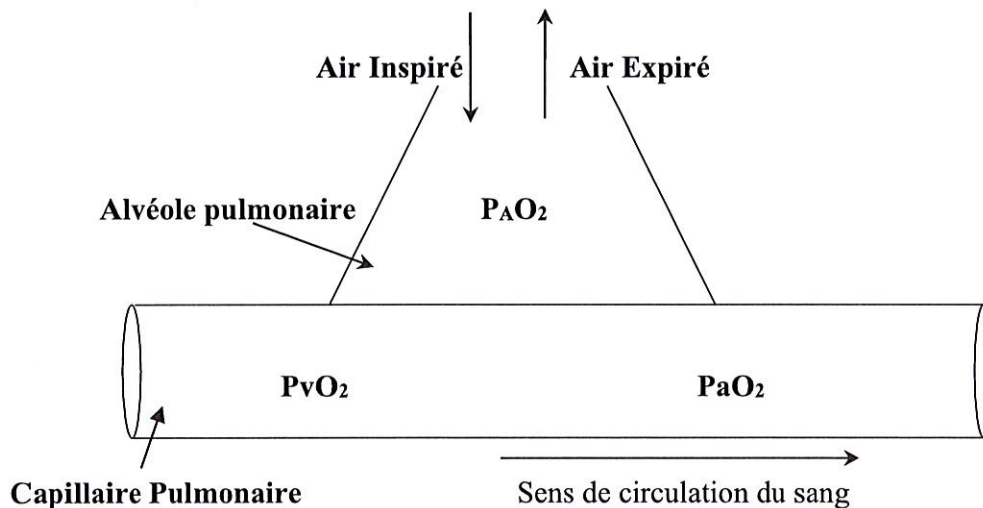 Air Inspiré
Air Expiré
Alvéole pulmonaire
PAO2
PvO2
PaO2
Capillaire Pulmonaire
Sens de circulation du sang